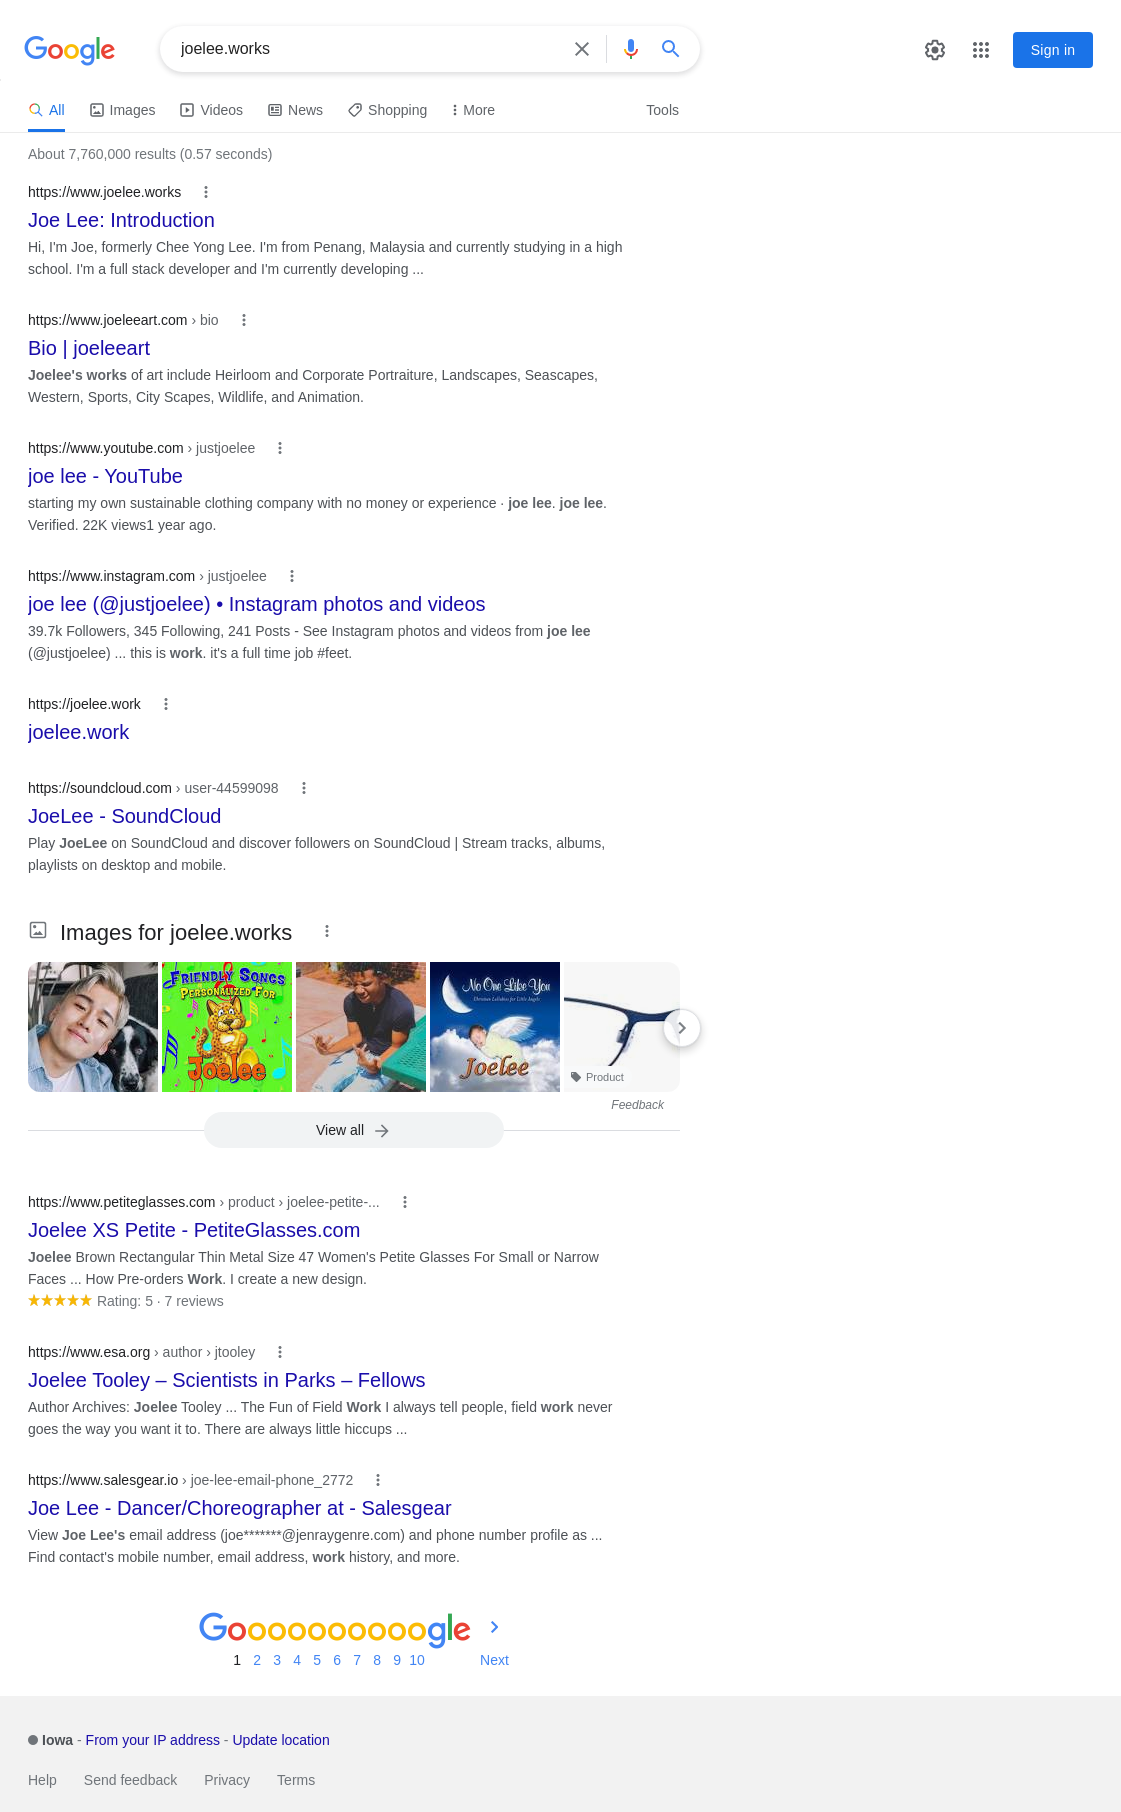 Google
joelee.works
Sign in
All Images Videos News Shopping More Tools
About 7,760,000 results (0.57 seconds)
https://www.joelee.works
Joe Lee: Introduction
Hi, I'm Joe, formerly Chee Yong Lee. I'm from Penang, Malaysia and currently studying in a high
school. I'm a full stack developer and I'm currently developing ...
https://www.joeleeart.com › bio
Bio | joeleeart
Joelee's works of art include Heirloom and Corporate Portraiture, Landscapes, Seascapes,
Western, Sports, City Scapes, Wildlife, and Animation.
https://www.youtube.com › justjoelee
joe lee - YouTube
starting my own sustainable clothing company with no money or experience · joe lee. joe lee.
Verified. 22K views1 year ago.
https://www.instagram.com › justjoelee
joe lee (@justjoelee) • Instagram photos and videos
39.7k Followers, 345 Following, 241 Posts - See Instagram photos and videos from joe lee
(@justjoelee) ... this is work. it's a full time job #feet.
https://joelee.work
joelee.work
https://soundcloud.com › user-44599098
JoeLee - SoundCloud
Play JoeLee on SoundCloud and discover followers on SoundCloud | Stream tracks, albums,
playlists on desktop and mobile.
Images for joelee.works
Friendly Songs
Personalized For
Joelee
No One Like You
Christian Lullabies for Little Angels
Joelee
Product
Feedback
View all
https://www.petiteglasses.com › product › joelee-petite-...
Joelee XS Petite - PetiteGlasses.com
Joelee Brown Rectangular Thin Metal Size 47 Women's Petite Glasses For Small or Narrow
Faces ... How Pre-orders Work. I create a new design.
Rating: 5 · 7 reviews
https://www.esa.org › author › jtooley
Joelee Tooley – Scientists in Parks – Fellows
Author Archives: Joelee Tooley ... The Fun of Field Work I always tell people, field work never
goes the way you want it to. There are always little hiccups ...
https://www.salesgear.io › joe-lee-email-phone_2772
Joe Lee - Dancer/Choreographer at - Salesgear
View Joe Lee's email address (joe*******@jenraygenre.com) and phone number profile as ...
Find contact's mobile number, email address, work history, and more.
Goooooooooogle
1 2 3 4 5 6 7 8 9 10 Next
Iowa - From your IP address - Update location
Help Send feedback Privacy Terms